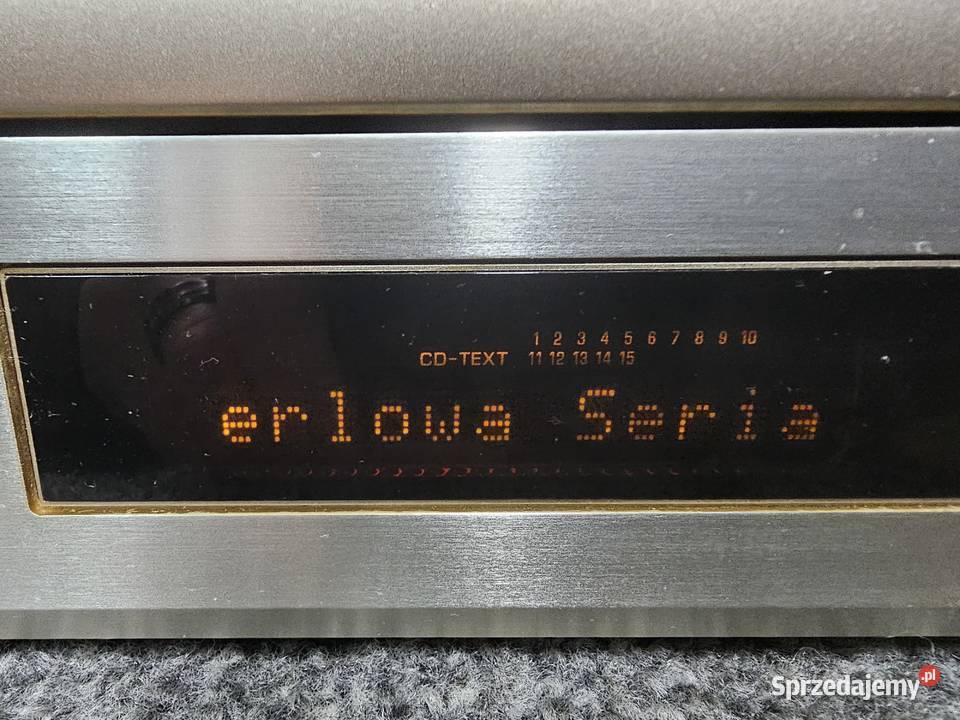 1 2 3 4 5 6 7 8 9 10
CD-TEXT 11 12 13 14 15
erlowa Seria
Sprzedajemy.pl